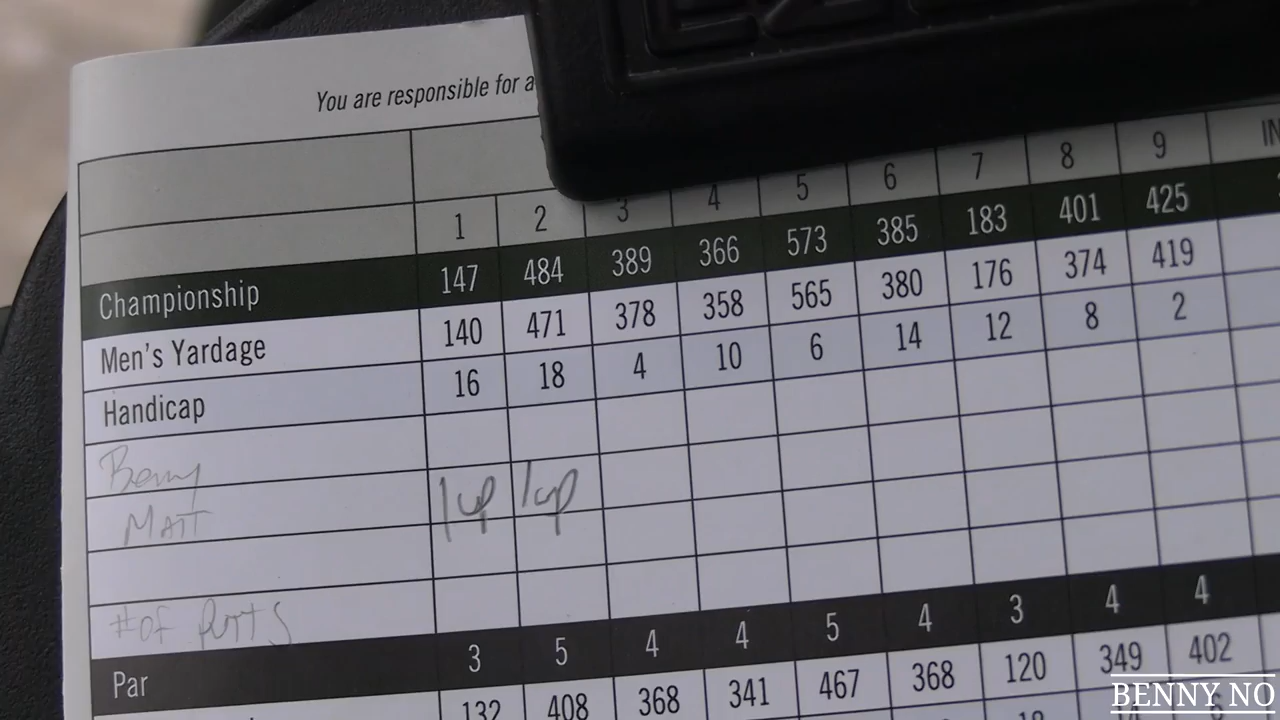 You are responsible for a
1 2 3 4 5 6 7 8 9 IN
Championship 147 484 389 366 573 385 183 401 425
Men's Yardage 140 471 378 358 565 380 176 374 419
Handicap 16 18 4 10 6 14 12 8 2
Benny
MATT 1up 1up
# of Putts
Par 3 5 4 4 5 4 3 4 4
132 408 368 341 467 368 120 349 402
BENNY NO